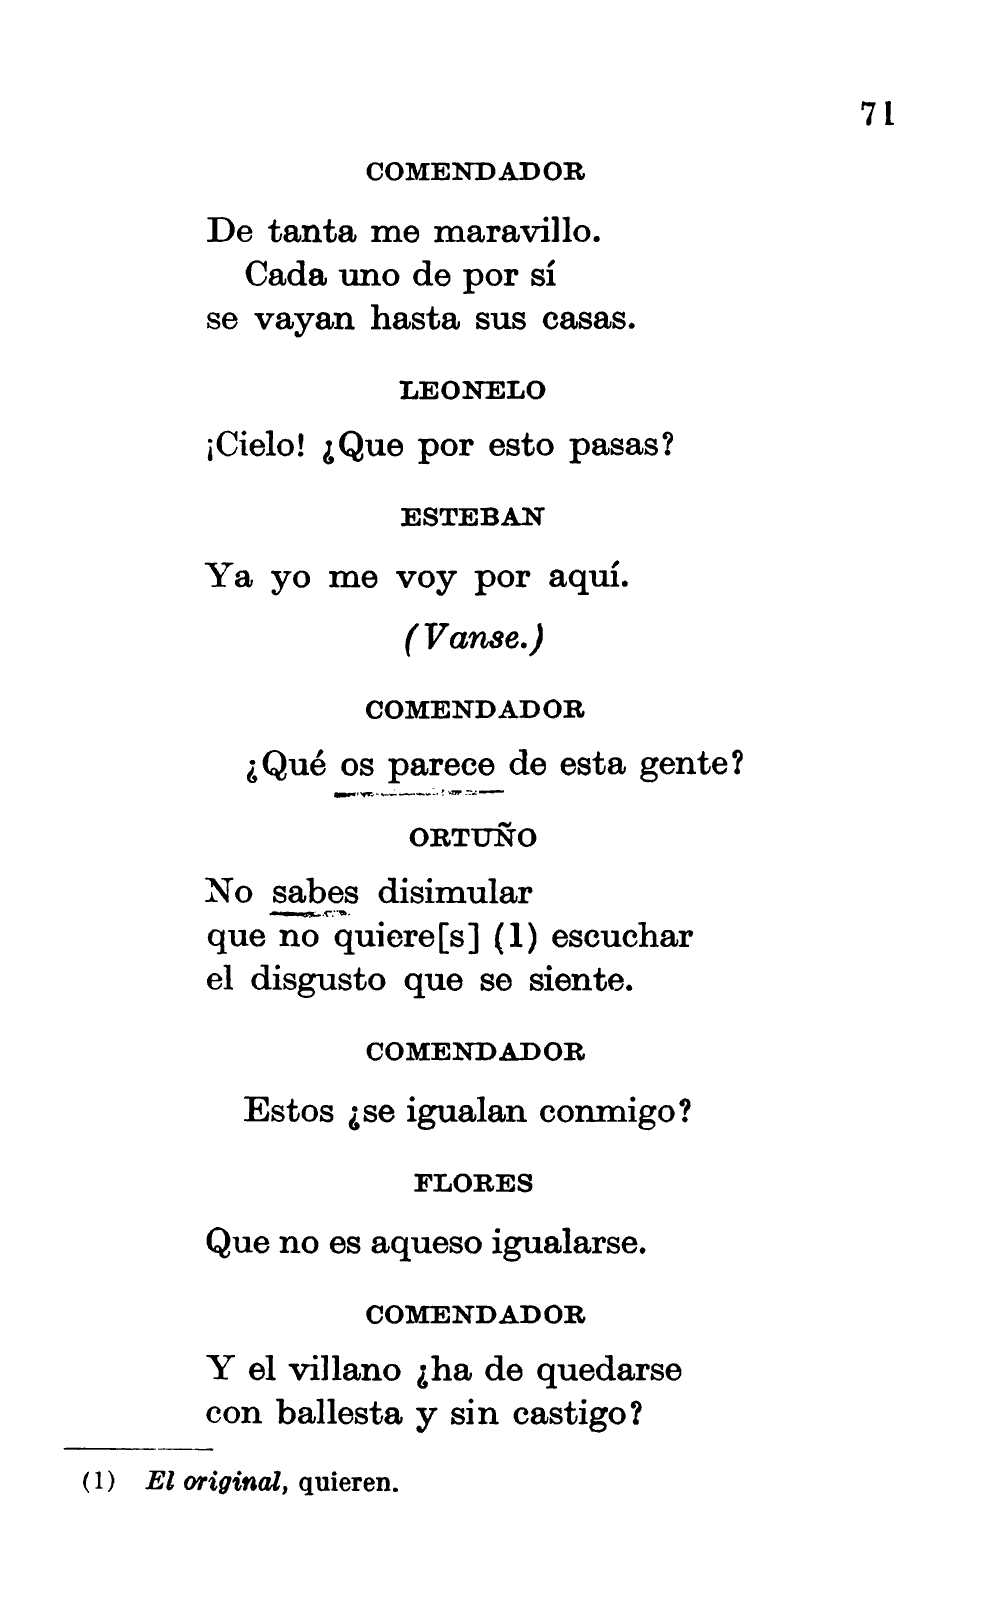 71
COMENDADOR
De tanta me maravillo.
Cada uno de por sí
se vayan hasta sus casas.
LEONELO
¡Cielo! ¿Que por esto pasas?
ESTEBAN
Ya yo me voy por aquí.
(Vanse.)
COMENDADOR
¿Qué os parece de esta gente?
ORTUÑO
No sabes disimular
que no quiere[s] (1) escuchar
el disgusto que se siente.
COMENDADOR
Estos ¿se igualan conmigo?
FLORES
Que no es aqueso igualarse.
COMENDADOR
Y el villano ¿ha de quedarse
con ballesta y sin castigo?
(1) El original, quieren.